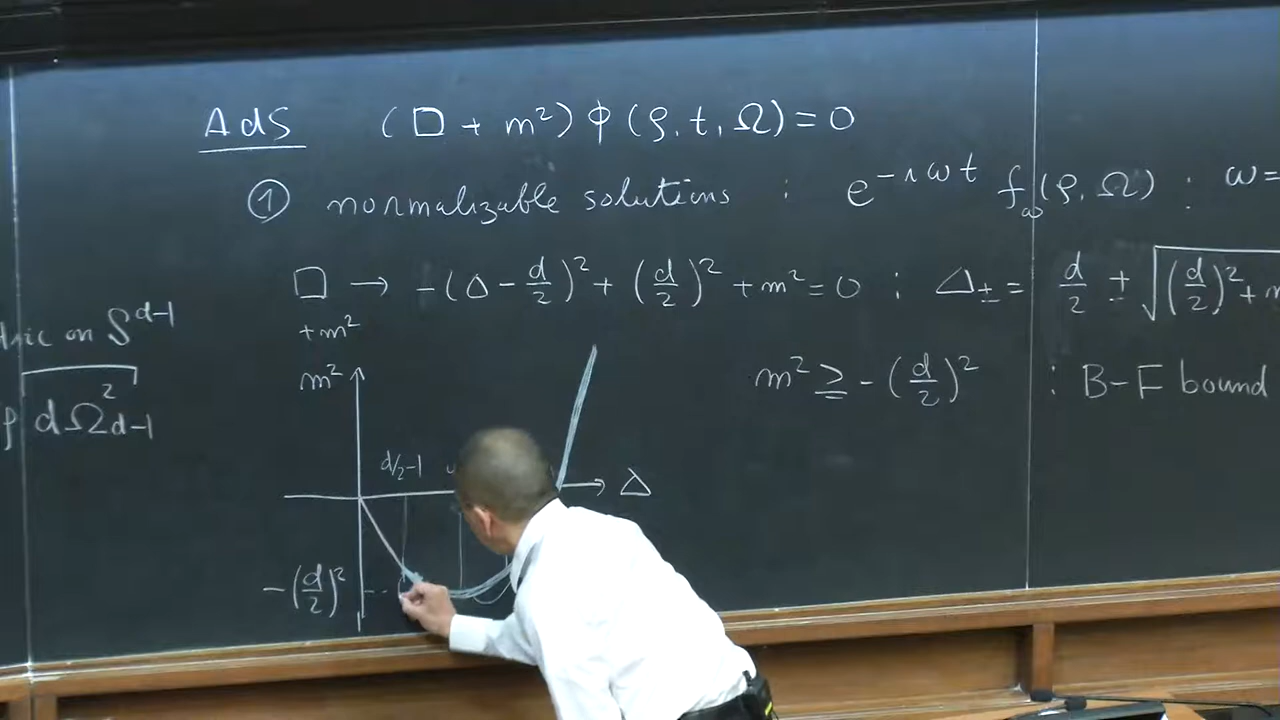 AdS (□ + m²) ϕ (ρ, t, Ω) = 0
① normalizable solutions : e^{-iωt} f_ω(ρ, Ω) : ω =
□ → -(Δ - d/2)² + (d/2)² + m² = 0 ; Δ± = d/2 ± √((d/2)² + m
+ m²
on S^{d-1}
dΩ²_{d-1}
m² ≥ -(d/2)² : B-F bound
m²
d/2-1
Δ
-(d/2)²